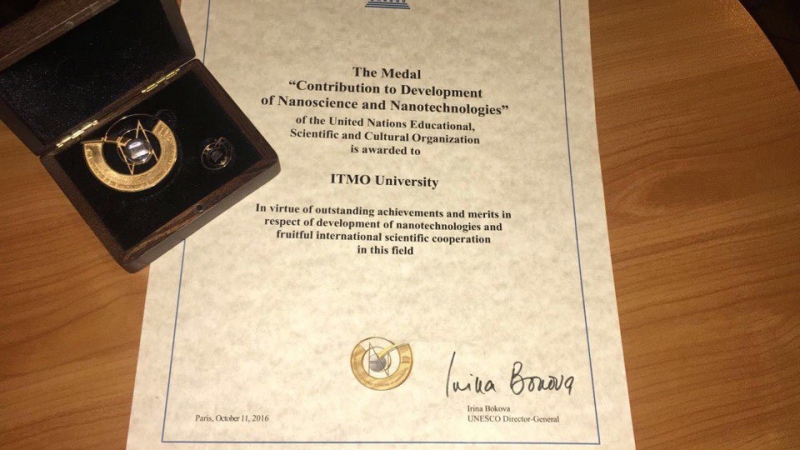 The Medal
“Contribution to Development
of Nanoscience and Nanotechnologies”
of the United Nations Educational,
Scientific and Cultural Organization
is awarded to
ITMO University
In virtue of outstanding achievements and merits in
respect of development of nanotechnologies and
fruitful international scientific cooperation
in this field
Irina Bokova
Paris, October 11, 2016
Irina Bokova
UNESCO Director-General